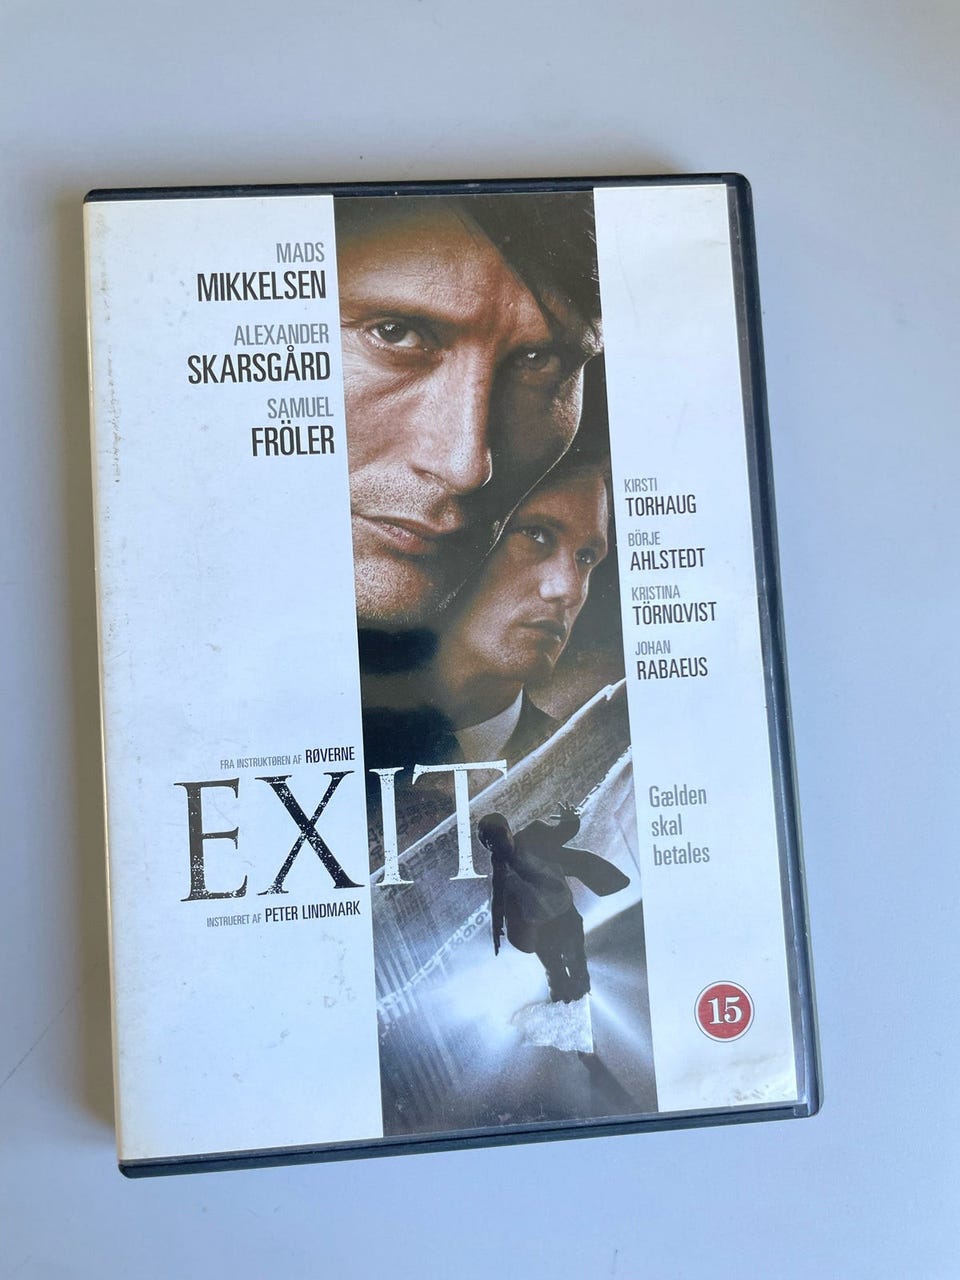 MADS
MIKKELSEN
ALEXANDER
SKARSGÅRD
SAMUEL
FRÖLER
KIRSTI
TORHAUG
BÖRJE
AHLSTEDT
KRISTINA
TÖRNQVIST
JOHAN
RABAEUS
FRA INSTRUKTØREN AF RØVERNE
EXIT
INSTRUERET AF PETER LINDMARK
Gælden
skal
betales
15